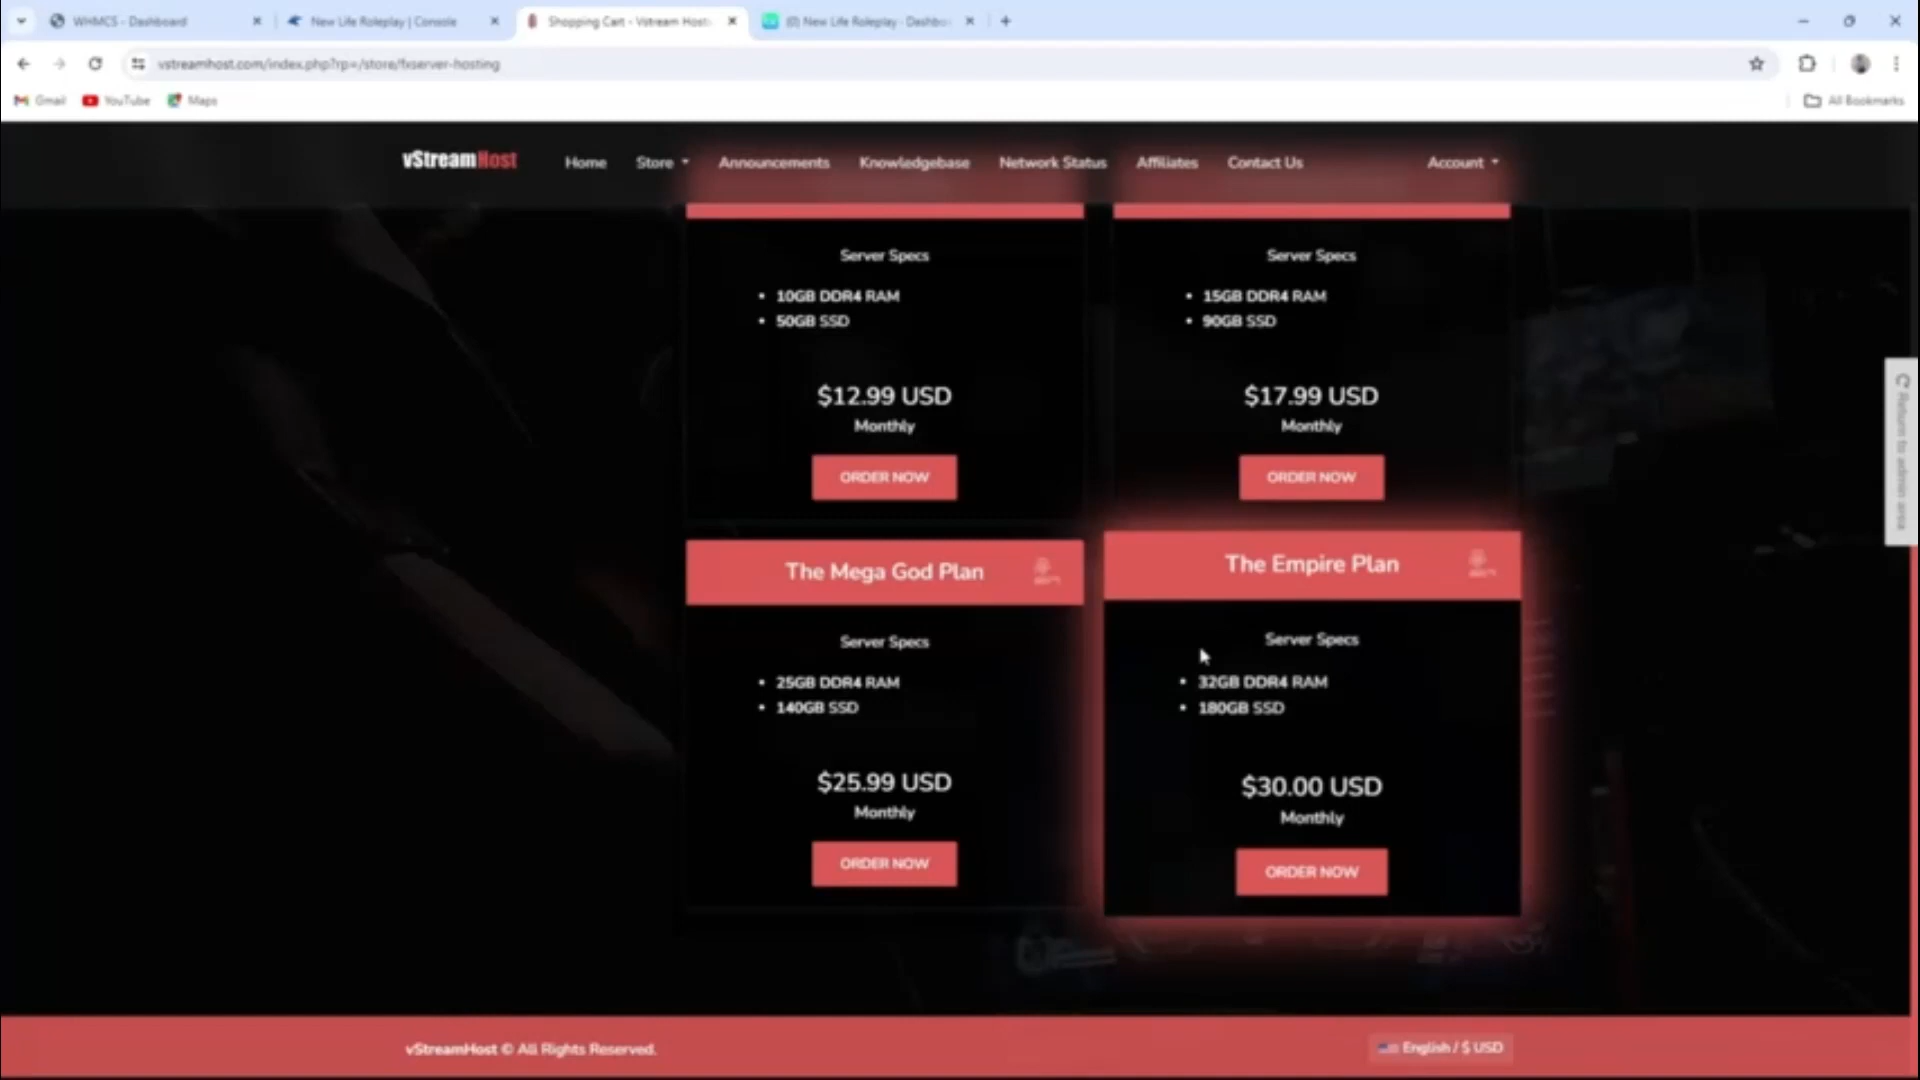 WHMCS - Dashboard
New Life Roleplay | Console
Shopping Cart - Vstream Host
(0) New Life Roleplay - Dashbo
vstreamhost.com/index.php?rp=/store/fxserver-hosting
Gmail
YouTube
Maps
All Bookmarks
vStreamHost
Home
Store
Announcements
Knowledgebase
Network Status
Affiliates
Contact Us
Account
Server Specs
• 10GB DDR4 RAM
• 50GB SSD
$12.99 USD
Monthly
ORDER NOW
Server Specs
• 15GB DDR4 RAM
• 90GB SSD
$17.99 USD
Monthly
ORDER NOW
Return to admin area
The Mega God Plan
Server Specs
• 25GB DDR4 RAM
• 140GB SSD
$25.99 USD
Monthly
ORDER NOW
The Empire Plan
Server Specs
• 32GB DDR4 RAM
• 180GB SSD
$30.00 USD
Monthly
ORDER NOW
vStreamHost © All Rights Reserved.
English / $ USD